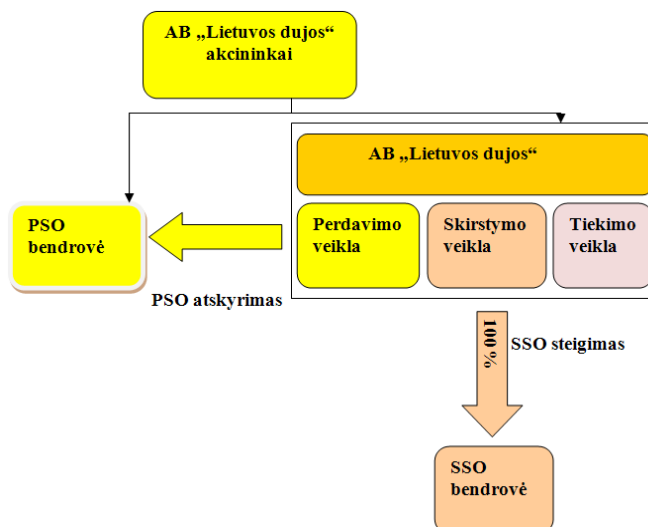 AB „Lietuvos dujos“
akcininkai
AB „Lietuvos dujos“
PSO
bendrovė
Perdavimo
veikla
Skirstymo
veikla
Tiekimo
veikla
PSO atskyrimas
100%
SSO steigimas
SSO
bendrovė